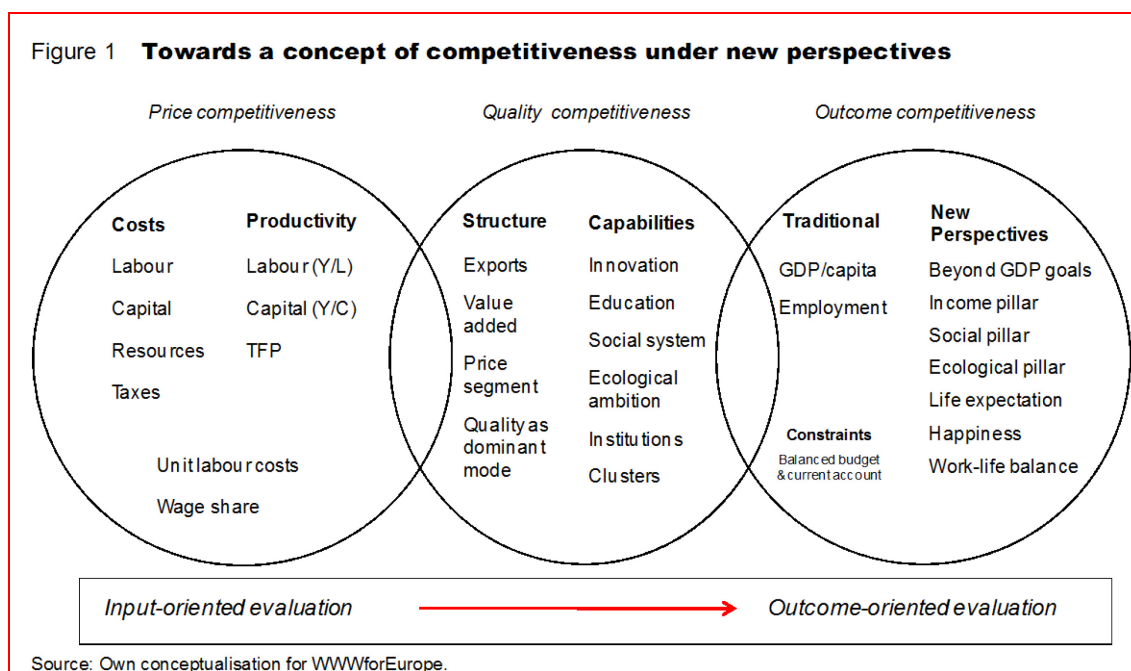 Figure 1 Towards a concept of competitiveness under new perspectives
Price competitiveness
Quality competitiveness
Outcome competitiveness
Costs
Labour
Capital
Resources
Taxes
Productivity
Labour (Y/L)
Capital (Y/C)
TFP
Unit labour costs
Wage share
Structure
Exports
Value
added
Price
segment
Quality as
dominant
mode
Capabilities
Innovation
Education
Social system
Ecological
ambition
Institutions
Clusters
Traditional
GDP/capita
Employment
Constraints
Balanced budget
& current account
New
Perspectives
Beyond GDP goals
Income pillar
Social pillar
Ecological pillar
Life expectation
Happiness
Work-life balance
Input-oriented evaluation
Outcome-oriented evaluation
Source: Own conceptualisation for WWWforEurope.